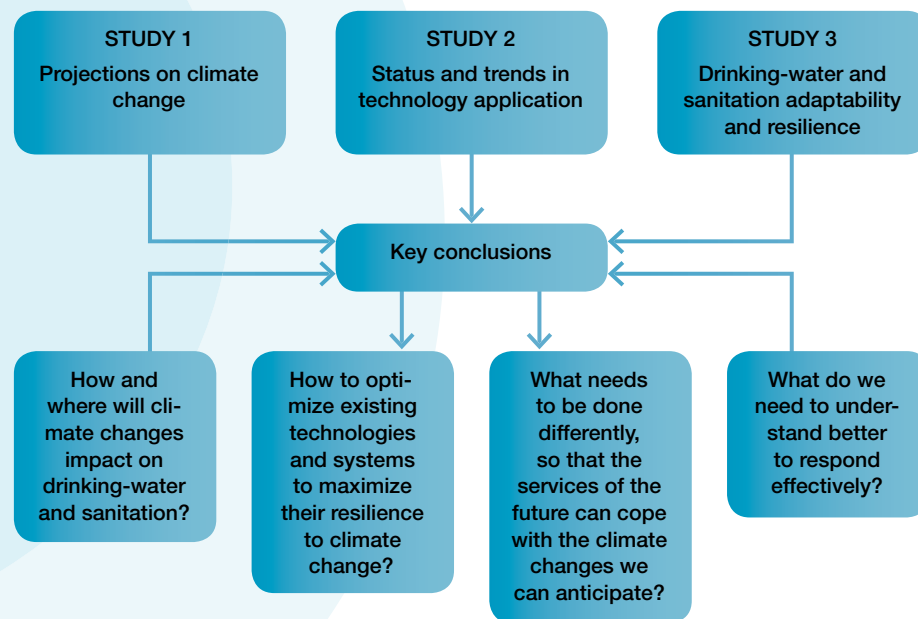 STUDY 1
Projections on climate
change
STUDY 2
Status and trends in
technology application
STUDY 3
Drinking-water and
sanitation adaptability
and resilience
Key conclusions
How and
where will cli-
mate changes
impact on
drinking-water
and sanitation?
How to opti-
mize existing
technologies
and systems
to maximize
their resilience
to climate
change?
What needs
to be done
differently,
so that the
services of the
future can cope
with the climate
changes we
can anticipate?
What do we
need to under-
stand better
to respond
effectively?